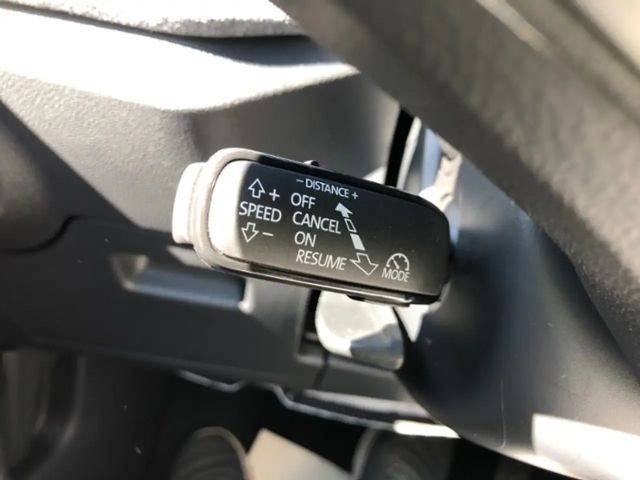 - DISTANCE +
+
SPEED
-
OFF
CANCEL
ON
RESUME
MODE